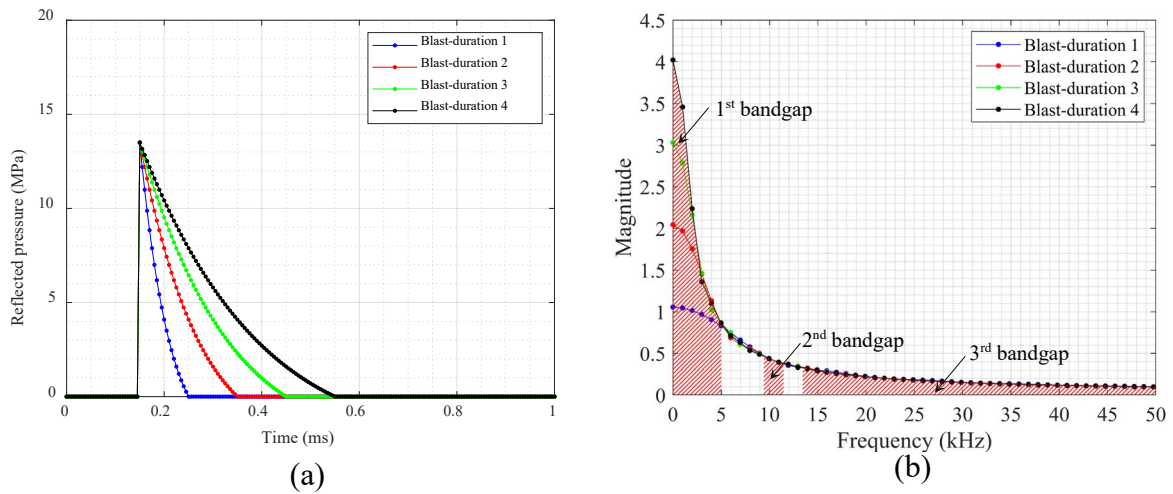 20
15
10
5
0
Reflected pressure (MPa)
Blast-duration 1
Blast-duration 2
Blast-duration 3
Blast-duration 4
0 0.2 0.4 0.6 0.8 1
Time (ms)
(a)
4.5
4
3.5
3
2.5
2
1.5
1
0.5
0
Magnitude
Blast-duration 1
Blast-duration 2
Blast-duration 3
Blast-duration 4
1st bandgap
2nd bandgap
3rd bandgap
0 5 10 15 20 25 30 35 40 45 50
Frequency (kHz)
(b)